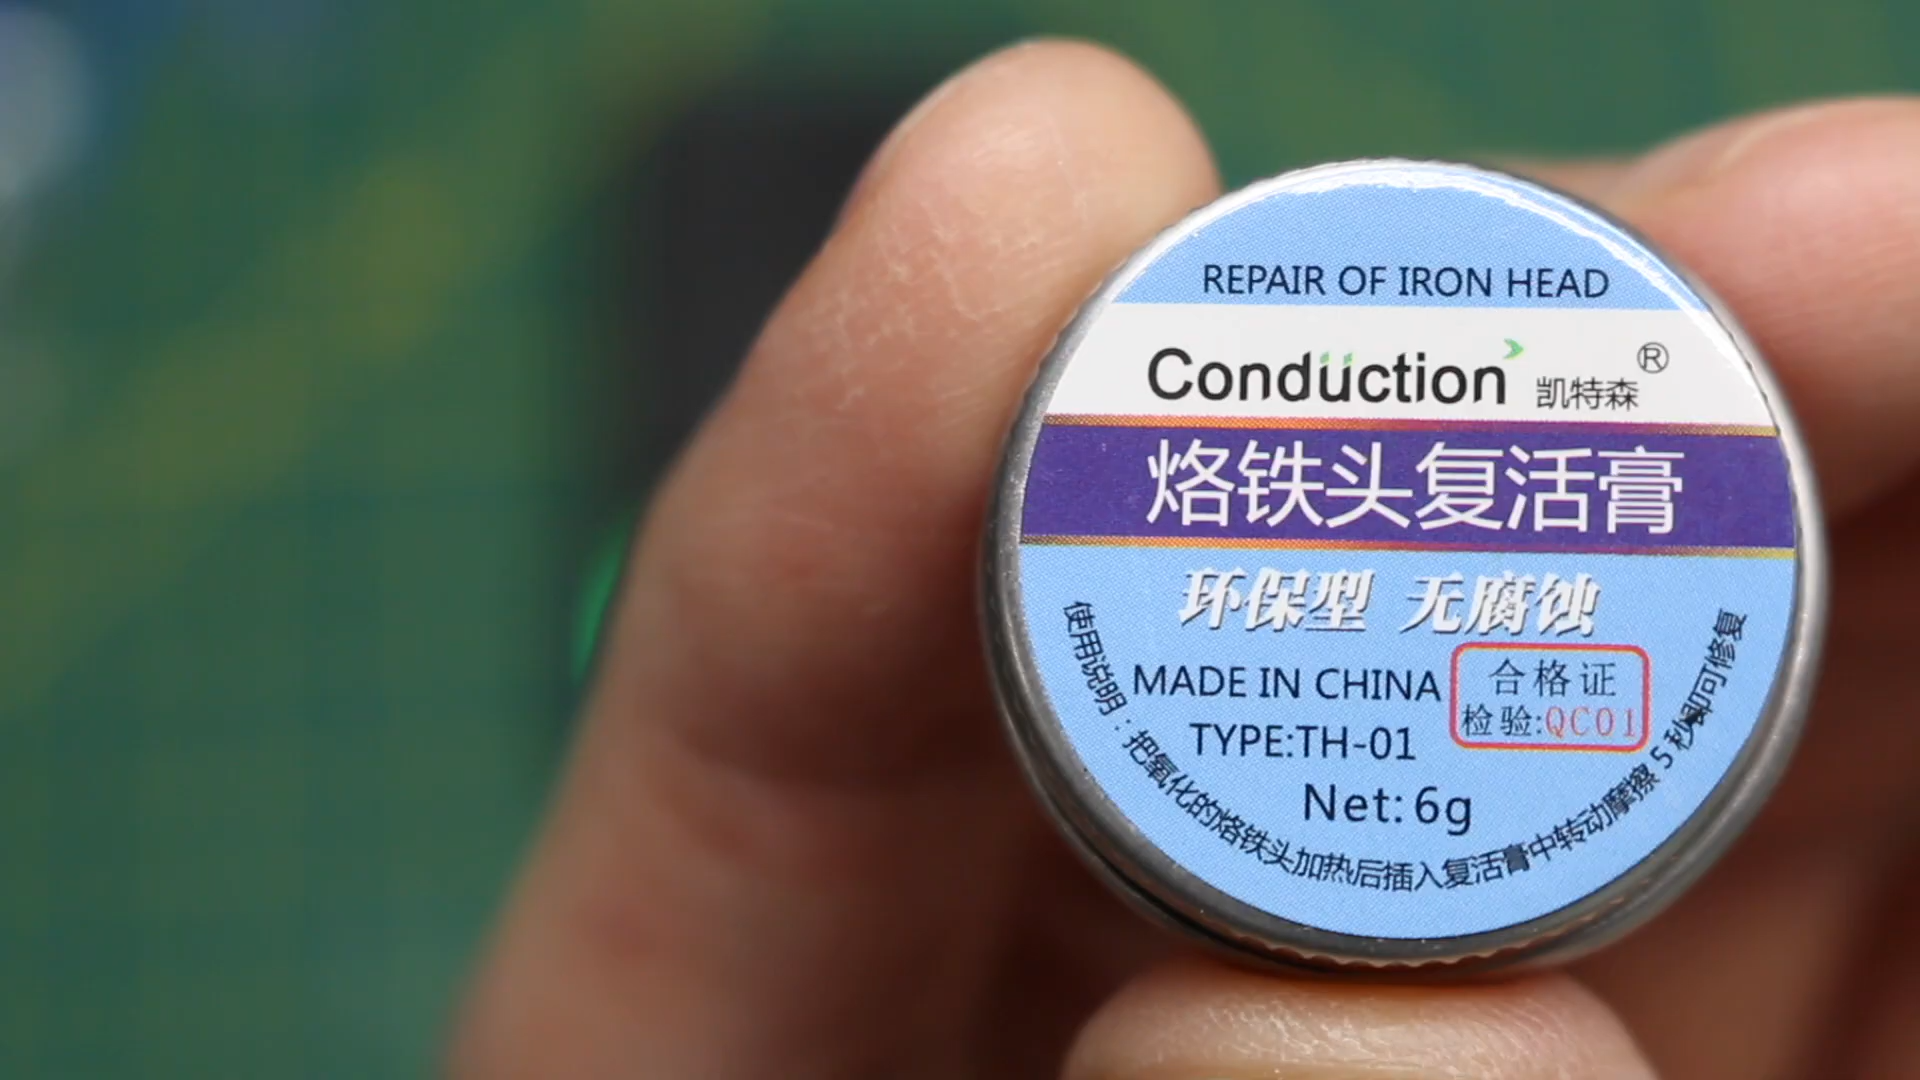 REPAIR OF IRON HEAD
Conduction 凯特森®
烙铁头复活膏
环保型 无腐蚀
MADE IN CHINA
TYPE:TH-01
合格证
检验:QC01
Net: 6g
使用说明：把氧化的烙铁头加热后插入复活膏中转动摩擦 5 秒即可修复